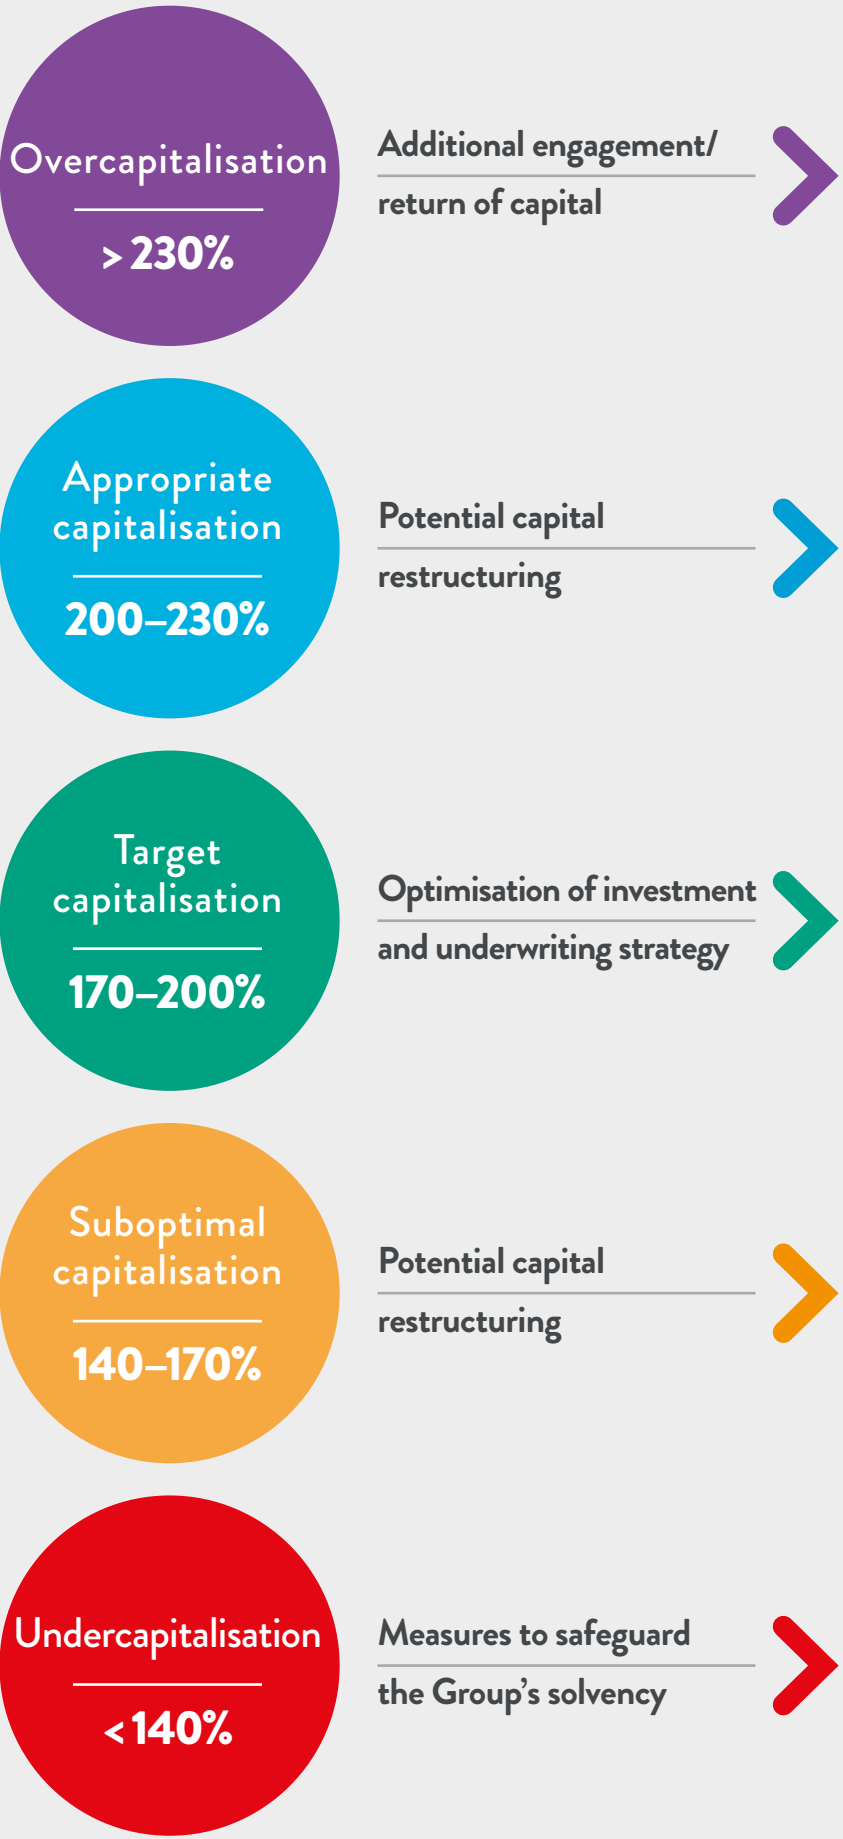 Overcapitalisation
> 230%
Additional engagement/
return of capital
Appropriate
capitalisation
200–230%
Potential capital
restructuring
Target
capitalisation
170–200%
Optimisation of investment
and underwriting strategy
Suboptimal
capitalisation
140–170%
Potential capital
restructuring
Undercapitalisation
< 140%
Measures to safeguard
the Group’s solvency